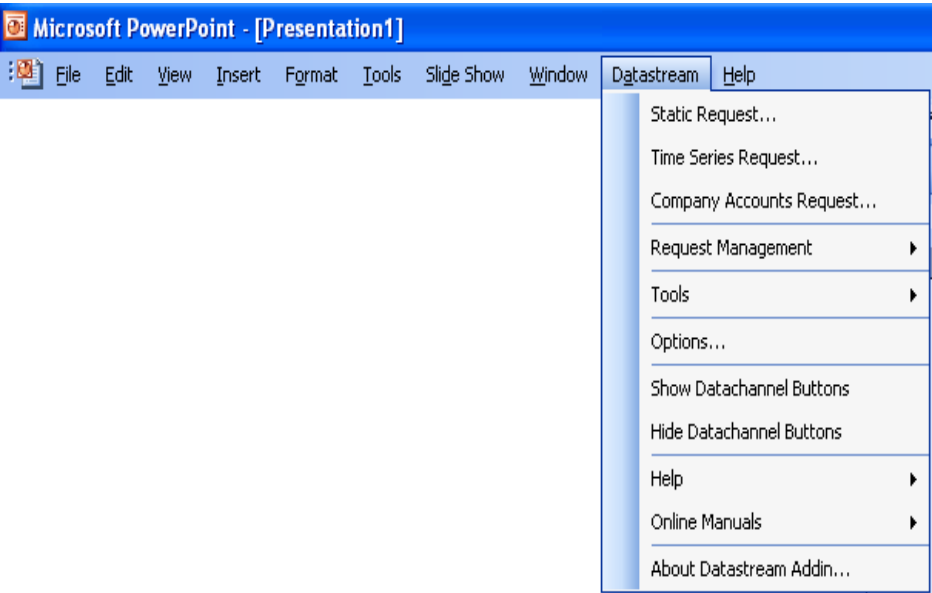 Microsoft PowerPoint - [Presentation1]
File Edit View Insert Format Tools Slide Show Window Datastream Help
Static Request...
Time Series Request...
Company Accounts Request...
Request Management
Tools
Options...
Show Datachannel Buttons
Hide Datachannel Buttons
Help
Online Manuals
About Datastream Addin...